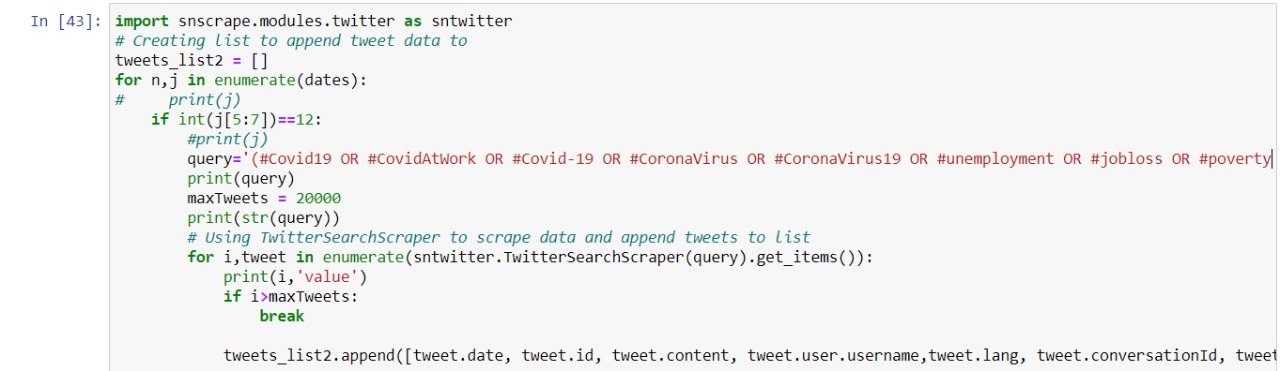 In [43]: import snscrape.modules.twitter as sntwitter
# Creating list to append tweet data to
tweets_list2 = []
for n,j in enumerate(dates):
#     print(j)
    if int(j[5:7])==12:
        #print(j)
        query='(#Covid19 OR #CovidAtWork OR #Covid-19 OR #CoronaVirus OR #CoronaVirus19 OR #unemployment OR #jobloss OR #poverty
        print(query)
        maxTweets = 20000
        print(str(query))
        # Using TwitterSearchScraper to scrape data and append tweets to list
        for i,tweet in enumerate(sntwitter.TwitterSearchScraper(query).get_items()):
            print(i,'value')
            if i>maxTweets:
                break
            tweets_list2.append([tweet.date, tweet.id, tweet.content, tweet.user.username,tweet.lang, tweet.conversationId, tweet